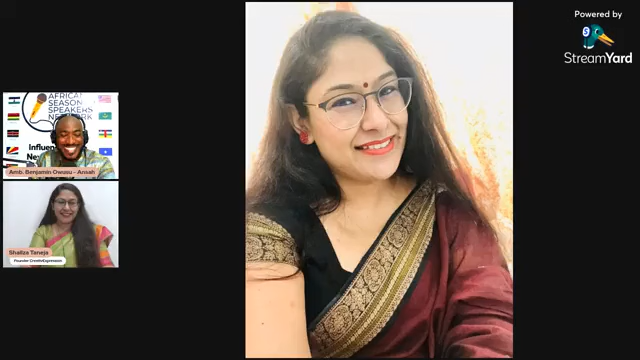 Powered by
StreamYard
AFRICAN
SEASON
SPEAKERS
NETWORK
Amb. Benjamin Owusu - Ansah
Shaliza Taneja
Founder CreativExpression